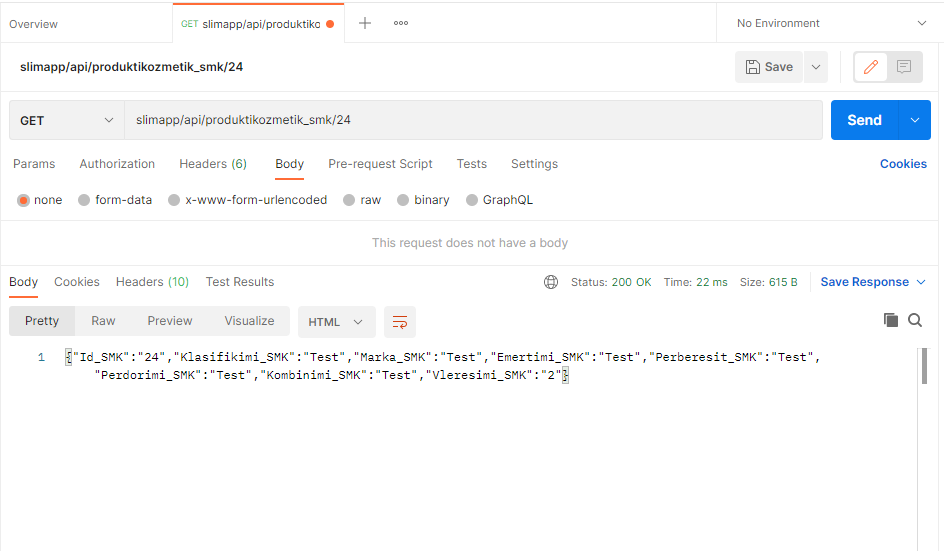 Overview
GET slimapp/api/produktiko
No Environment
slimapp/api/produktikozmetik_smk/24
Save
GET
slimapp/api/produktikozmetik_smk/24
Send
Params Authorization Headers (6) Body Pre-request Script Tests Settings Cookies
none form-data x-www-form-urlencoded raw binary GraphQL
This request does not have a body
Body Cookies Headers (10) Test Results Status: 200 OK Time: 22 ms Size: 615 B Save Response
Pretty Raw Preview Visualize HTML
1 {"Id_SMK":"24","Klasifikimi_SMK":"Test","Marka_SMK":"Test","Emertimi_SMK":"Test","Perberesit_SMK":"Test",
"Perdorimi_SMK":"Test","Kombinimi_SMK":"Test","Vleresimi_SMK":"2"}